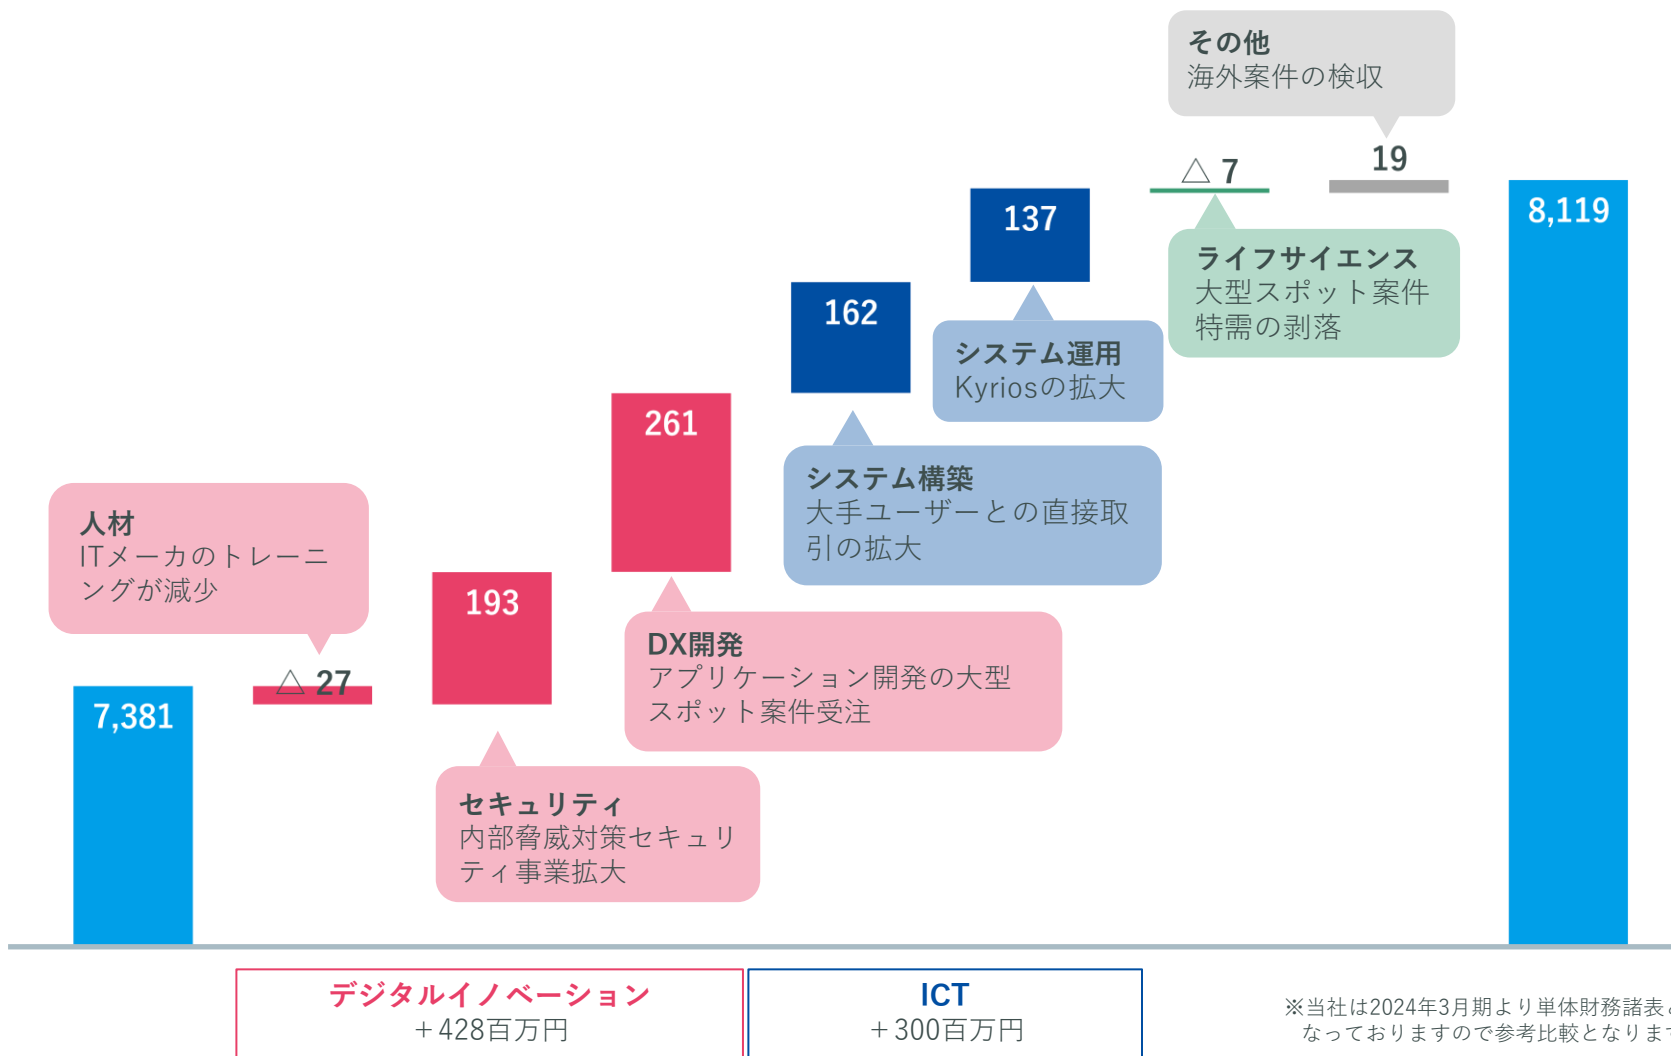 その他
海外案件の検収
19
△ 7
8,119
137
ライフサイエンス
大型スポット案件
特需の剥落
162
システム運用
Kyriosの拡大
261
システム構築
大手ユーザーとの直接取
引の拡大
人材
ITメーカのトレーニ
ングが減少
193
DX開発
アプリケーション開発の大型
スポット案件受注
△ 27
7,381
セキュリティ
内部脅威対策セキュリ
ティ事業拡大
デジタルイノベーション
+428百万円
ICT
+300百万円
※当社は2024年3月期より単体財務諸表
なっておりますので参考比較となりま